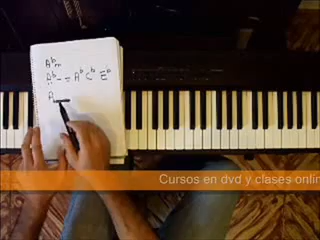 A♭m
A♭- = A♭ C♭ E♭
A
Cursos en dvd y clases onlin